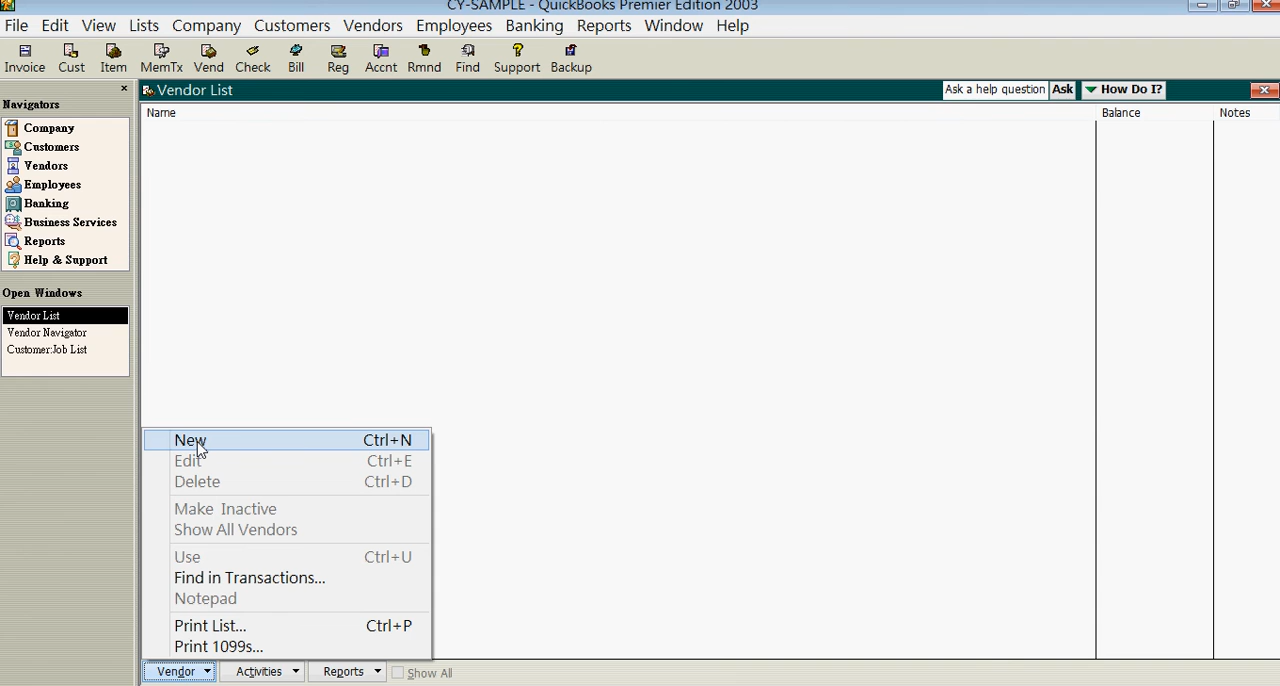 CY-SAMPLE - QuickBooks Premier Edition 2003
File Edit View Lists Company Customers Vendors Employees Banking Reports Window Help
Invoice Cust Item MemTx Vend Check Bill Reg Accnt Rmnd Find Support Backup
Navigators
Company
Customers
Vendors
Employees
Banking
Business Services
Reports
Help & Support
Open Windows
Vendor List
Vendor Navigator
Customer:Job List
Vendor List Ask a help question Ask How Do I?
Name Balance Notes
New Ctrl+N
Edit Ctrl+E
Delete Ctrl+D
Make Inactive
Show All Vendors
Use Ctrl+U
Find in Transactions...
Notepad
Print List... Ctrl+P
Print 1099s...
Vendor Activities Reports Show All